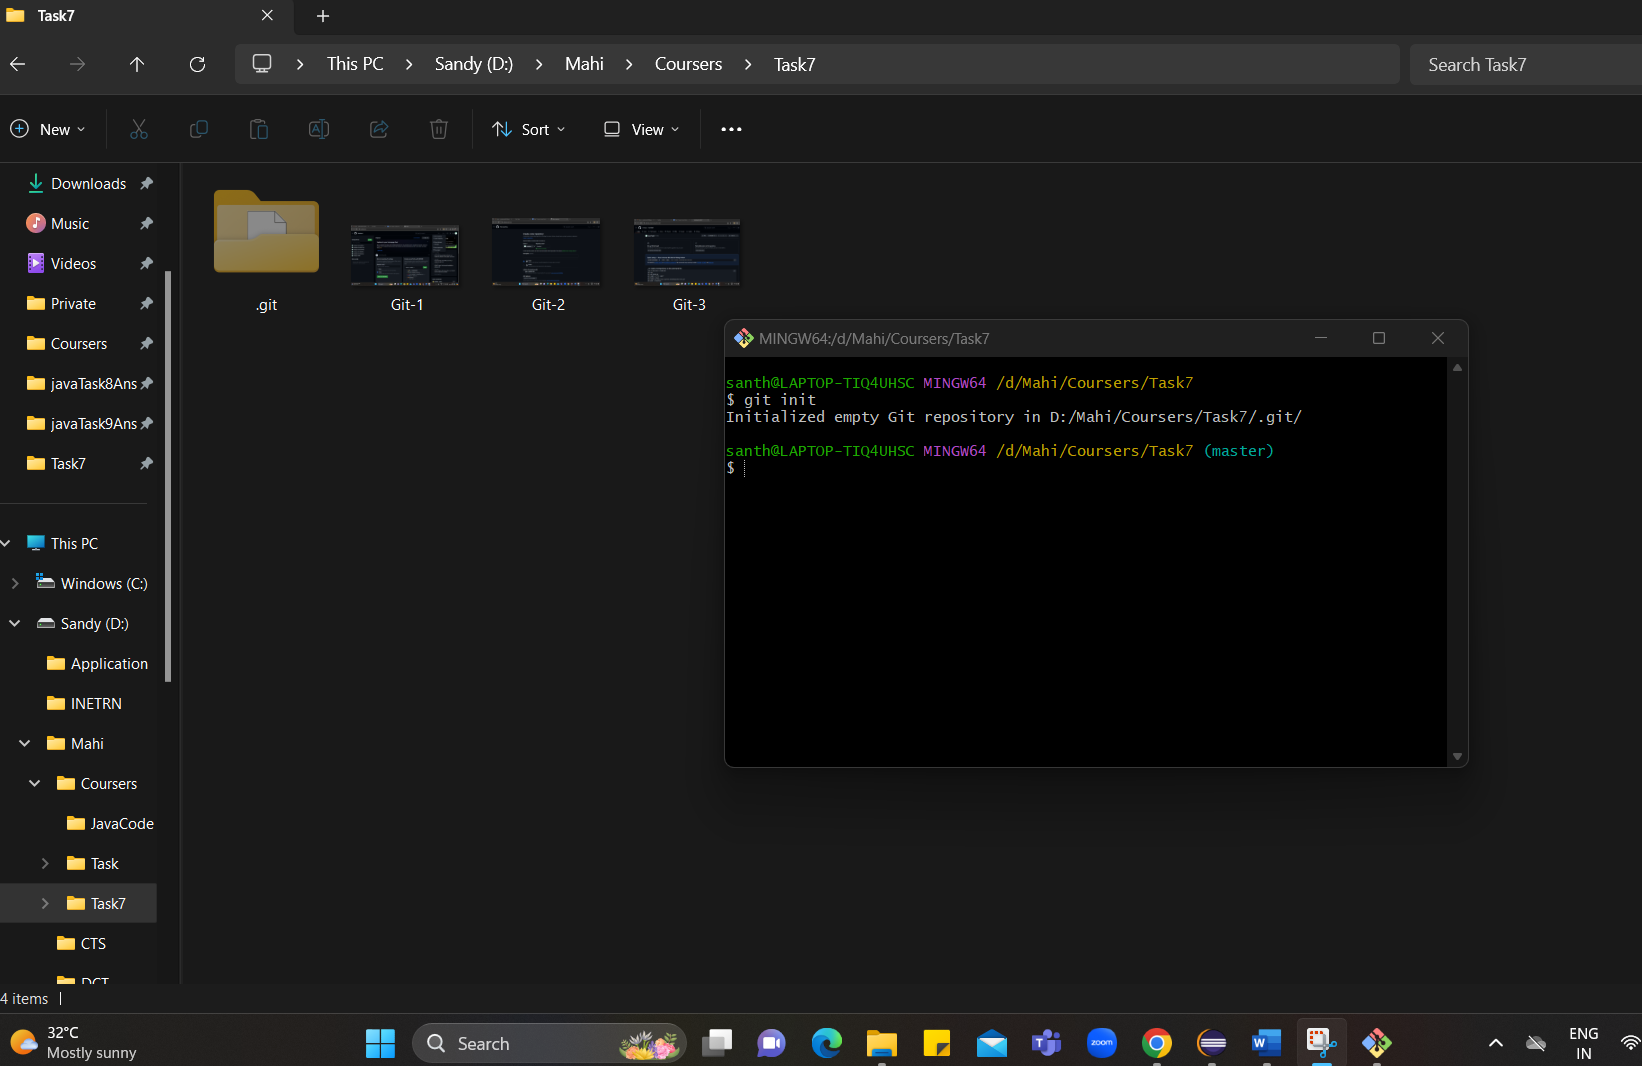 Task7
This PC
Sandy (D:)
Mahi
Coursers
Task7
Search Task7
New
Sort
View
Downloads
Music
Videos
Private
Coursers
javaTask8Ans
javaTask9Ans
Task7
This PC
Windows (C:)
Sandy (D:)
Application
INETRN
Mahi
Coursers
JavaCode
Task
Task7
CTS
DCT
4 items
.git
Git-1
Git-2
Git-3
MINGW64:/d/Mahi/Coursers/Task7
santh@LAPTOP-TIQ4UHSC MINGW64 /d/Mahi/Coursers/Task7
$ git init
Initialized empty Git repository in D:/Mahi/Coursers/Task7/.git/
santh@LAPTOP-TIQ4UHSC MINGW64 /d/Mahi/Coursers/Task7 (master)
$
32°C
Mostly sunny
Search
zoom
ENG
IN